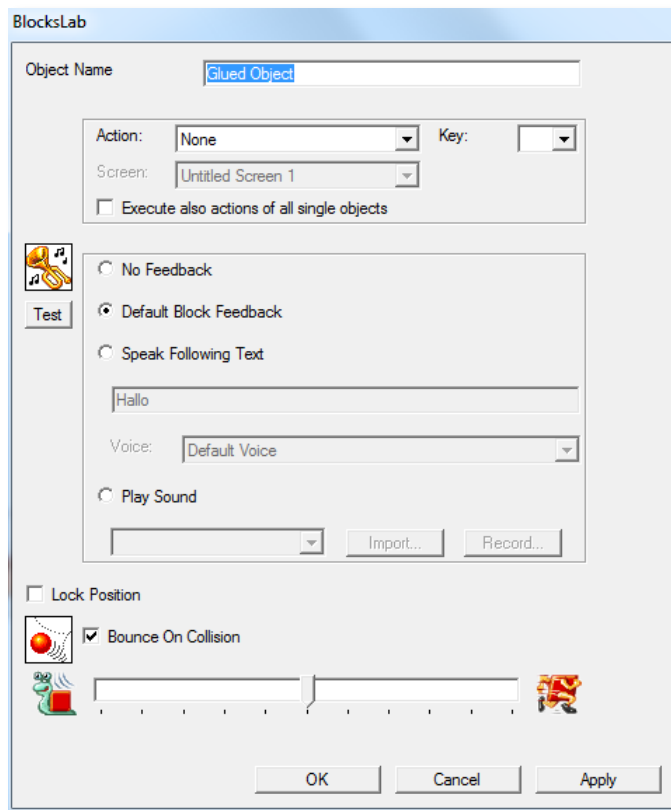 BlocksLab
Object Name Glued Object
Action: None Key:
Screen: Untitled Screen 1
Execute also actions of all single objects
No Feedback
Test Default Block Feedback
Speak Following Text
Hallo
Voice: Default Voice
Play Sound
Import... Record...
Lock Position
Bounce On Collision
OK Cancel Apply